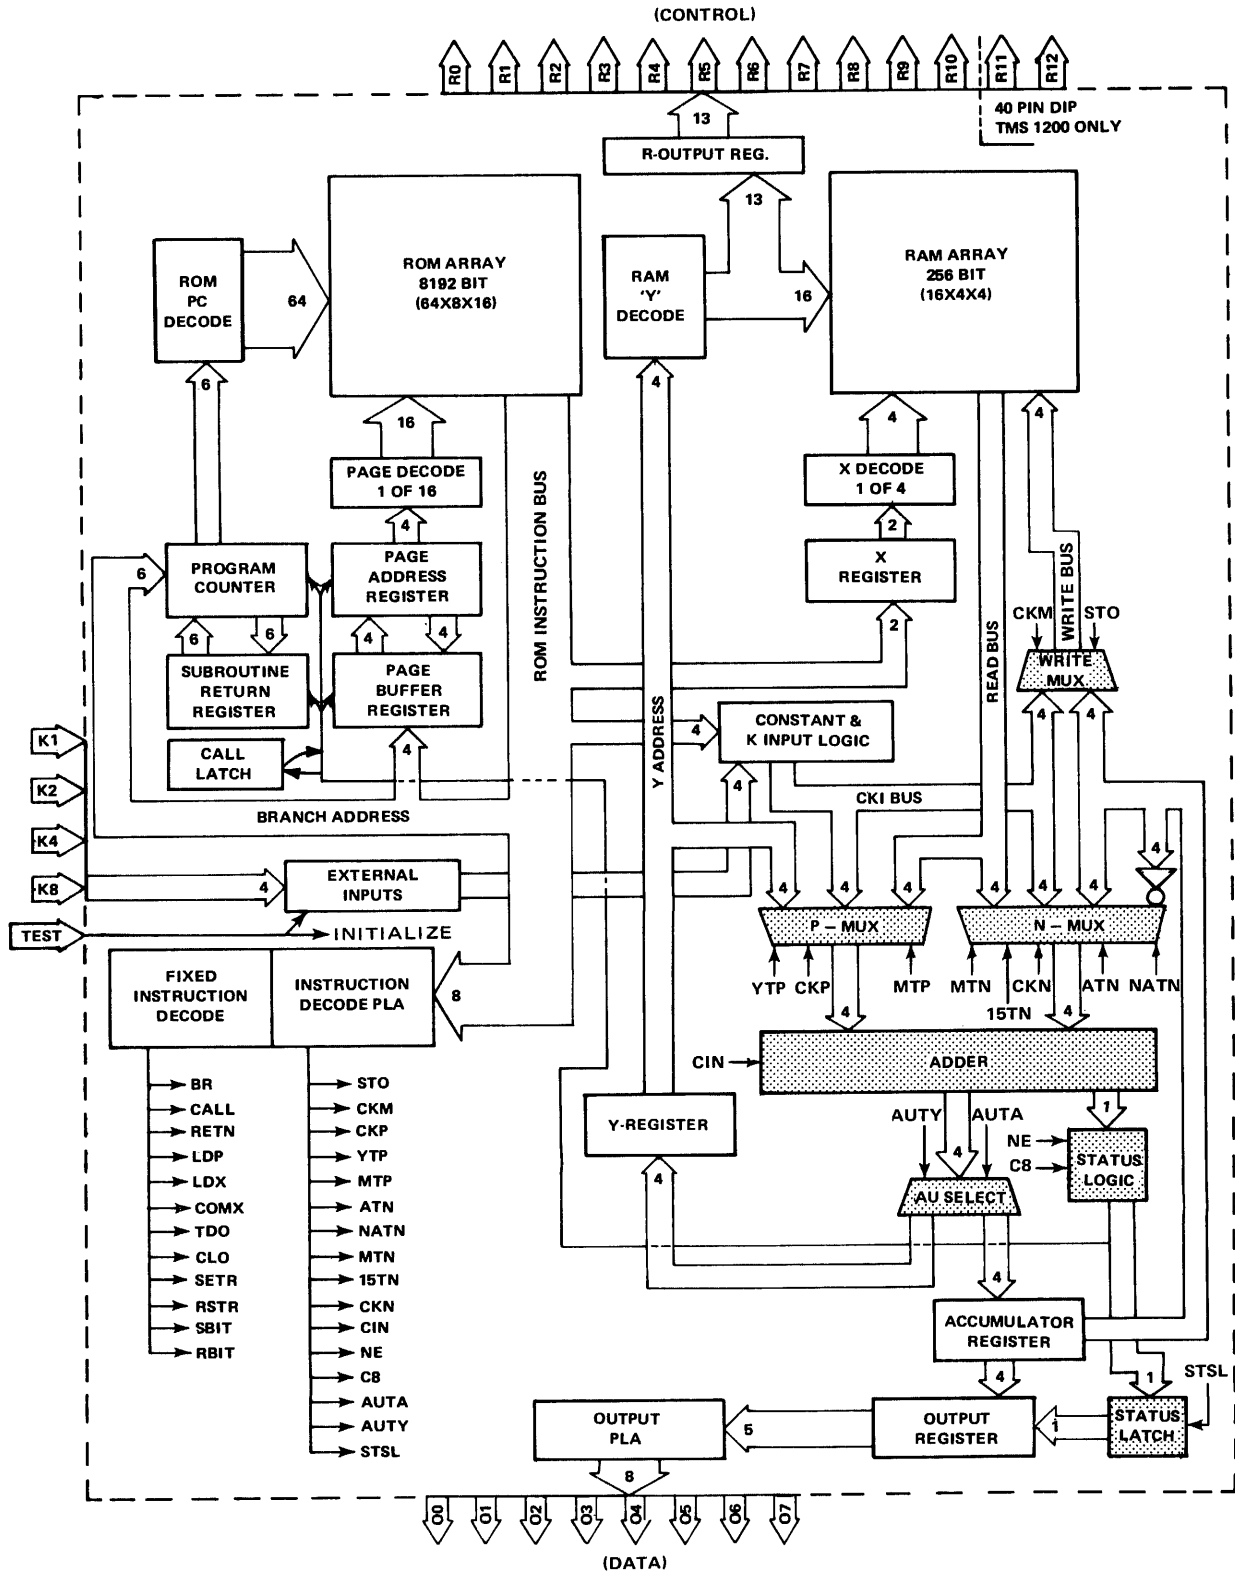 (CONTROL)
R0 R1 R2 R3 R4 R5 R6 R7 R8 R9 R10 R11 R12
40 PIN DIP
TMS 1200 ONLY
13
R-OUTPUT REG.
13
ROM
PC
DECODE
64
ROM ARRAY
8192 BIT
(64X8X16)
RAM
'Y'
DECODE
16
RAM ARRAY
256 BIT
(16X4X4)
6
16
4
4
4
PAGE DECODE
1 OF 16
4
X DECODE
1 OF 4
2
ROM INSTRUCTION BUS
6
PROGRAM
COUNTER
PAGE
ADDRESS
REGISTER
X
REGISTER
2
READ BUS
WRITE BUS
CKM
STO
WRITE
MUX
6
6
4
4
SUBROUTINE
RETURN
REGISTER
PAGE
BUFFER
REGISTER
4
4
4
CONSTANT &
K INPUT LOGIC
4
K1
K2
K4
K8
CALL
LATCH
4
Y ADDRESS
CKI BUS
BRANCH ADDRESS
4
EXTERNAL
INPUTS
4
4
4
4
4
4
4
P – MUX
N – MUX
TEST
INITIALIZE
YTP
CKP
MTP
MTN
15TN
CKN
ATN
NATN
4
4
FIXED
INSTRUCTION
DECODE
INSTRUCTION
DECODE PLA
8
CIN
ADDER
BR
CALL
RETN
LDP
LDX
COMX
TDO
CLO
SETR
RSTR
SBIT
RBIT
STO
CKM
CKP
YTP
MTP
ATN
NATN
MTN
15TN
CKN
CIN
NE
C8
AUTA
AUTY
STSL
Y-REGISTER
4
AUTY
AUTA
4
1
NE
C8
STATUS
LOGIC
AU SELECT
4
ACCUMULATOR
REGISTER
4
1
STSL
OUTPUT
PLA
5
OUTPUT
REGISTER
1
STATUS
LATCH
8
O0 O1 O2 O3 O4 O5 O6 O7
(DATA)